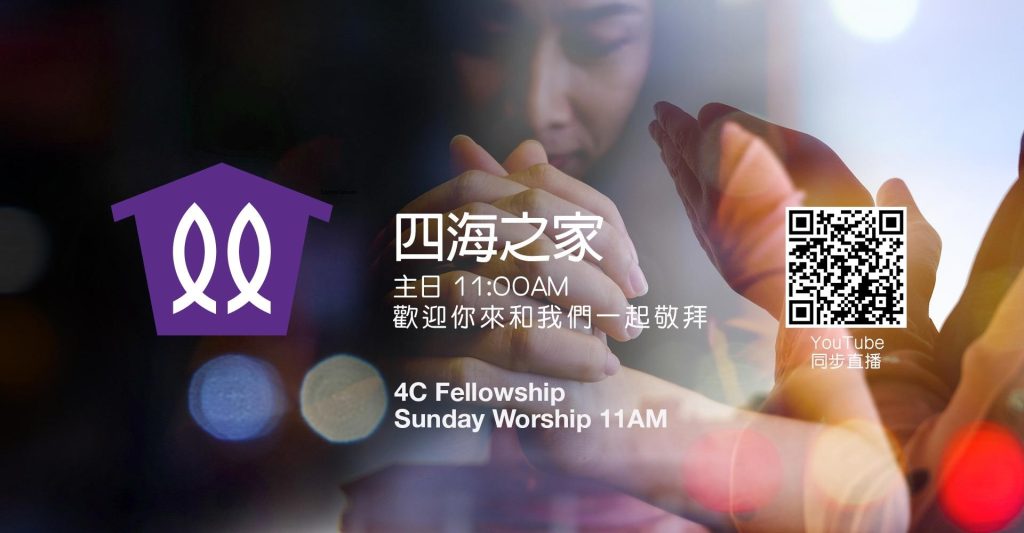 四海之家
主日 11:00AM
歡迎你來和我們一起敬拜
4C Fellowship
Sunday Worship 11AM
YouTube
同步直播